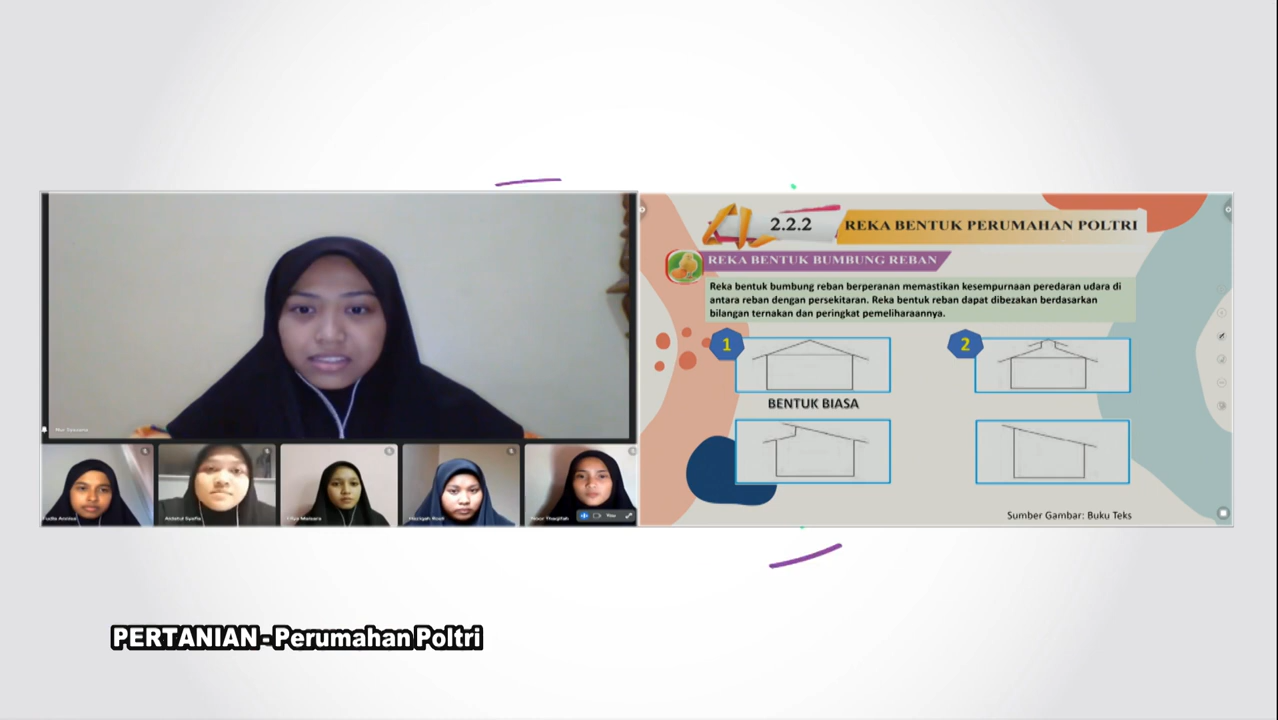 2.2.2
REKA BENTUK PERUMAHAN POLTRI
REKA BENTUK BUMBUNG REBAN
Reka bentuk bumbung reban berperanan memastikan kesempurnaan peredaran udara di
antara reban dengan persekitaran. Reka bentuk reban dapat dibezakan berdasarkan
bilangan ternakan dan peringkat pemeliharaannya.
1
2
BENTUK BIASA
Sumber Gambar: Buku Teks
You
PERTANIAN - Perumahan Poltri